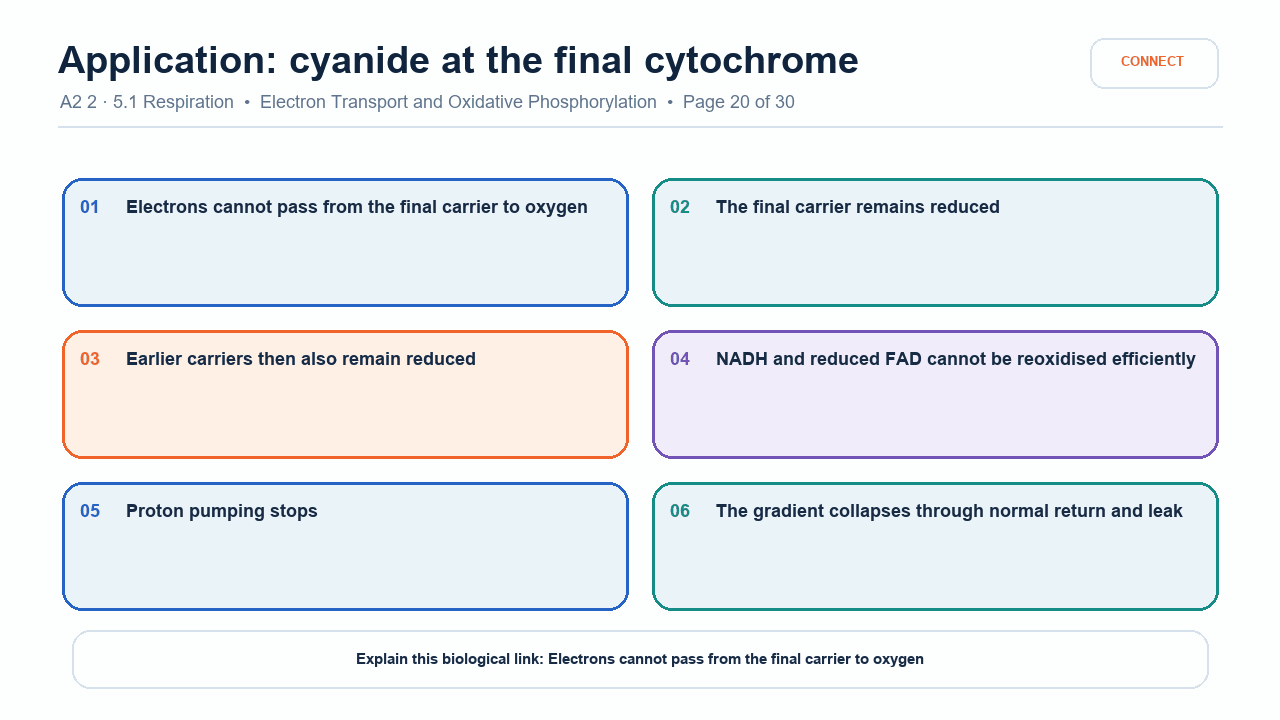 Application: cyanide at the final cytochrome
CONNECT
A2 2 · 5.1 Respiration • Electron Transport and Oxidative Phosphorylation • Page 20 of 30
01 Electrons cannot pass from the final carrier to oxygen
02 The final carrier remains reduced
03 Earlier carriers then also remain reduced
04 NADH and reduced FAD cannot be reoxidised efficiently
05 Proton pumping stops
06 The gradient collapses through normal return and leak
Explain this biological link: Electrons cannot pass from the final carrier to oxygen